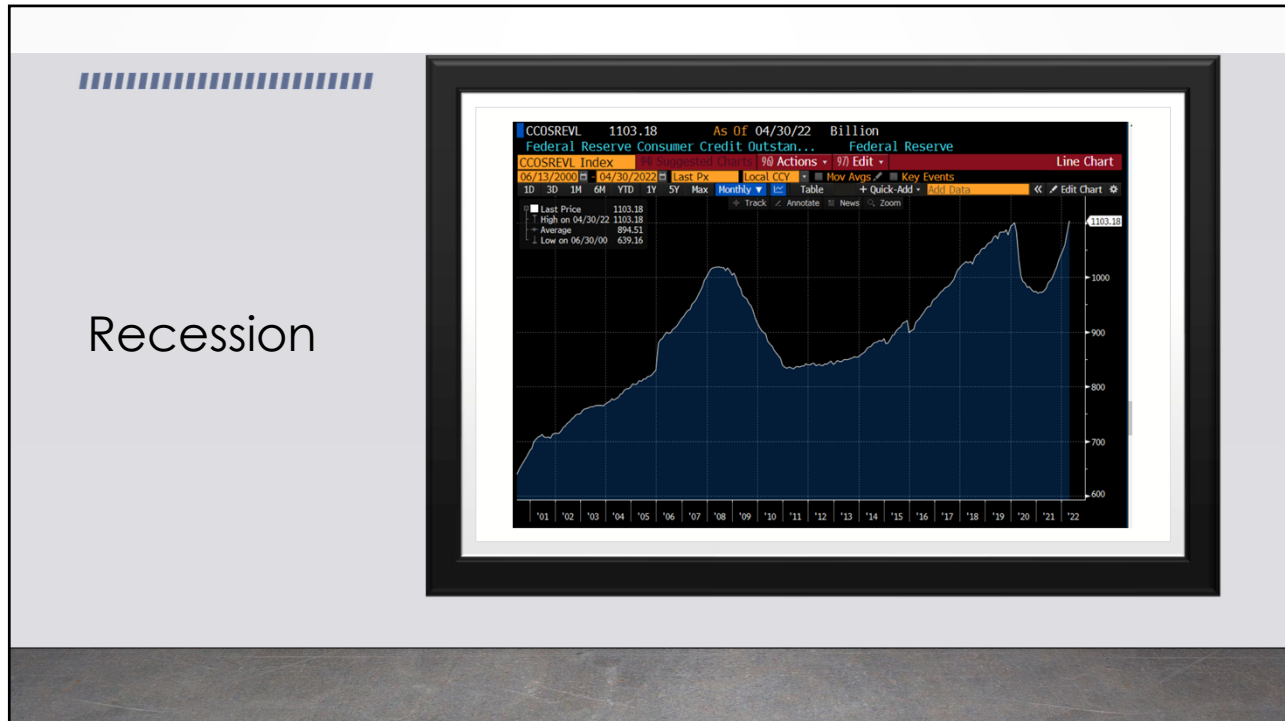 Recession
CCOSREVL 1103.18 As Of 04/30/22 Billion
Federal Reserve Consumer Credit Outstan... Federal Reserve
CCOSREVL Index 94) Suggested Charts 96) Actions 97) Edit Line Chart
06/13/2000 - 04/30/2022 Last Px Local CCY Mov Avgs Key Events
1D 3D 1M 6M YTD 1Y 5Y Max Monthly ▼ Table + Quick-Add Add Data « Edit Chart
Track Annotate News Zoom
Last Price 1103.18
High on 04/30/22 1103.18
Average 894.51
Low on 06/30/00 639.16
1103.18
1000
900
800
700
600
'01 '02 '03 '04 '05 '06 '07 '08 '09 '10 '11 '12 '13 '14 '15 '16 '17 '18 '19 '20 '21 '22